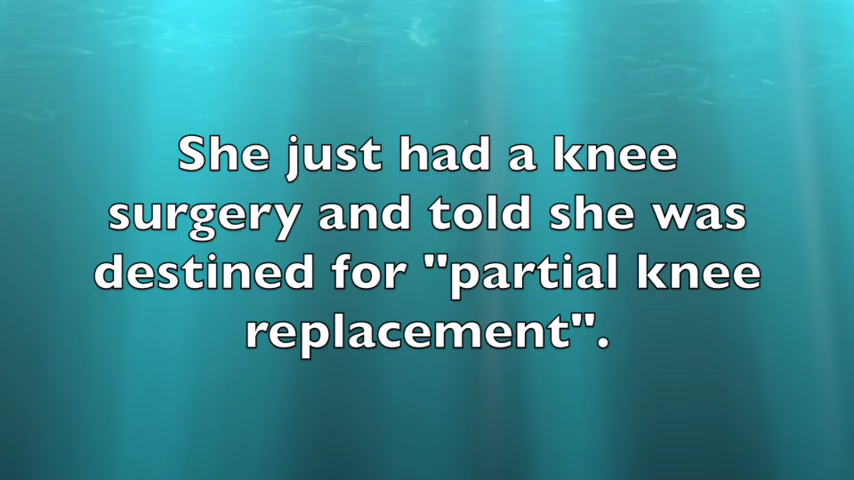 She just had a knee
surgery and told she was
destined for "partial knee
replacement".